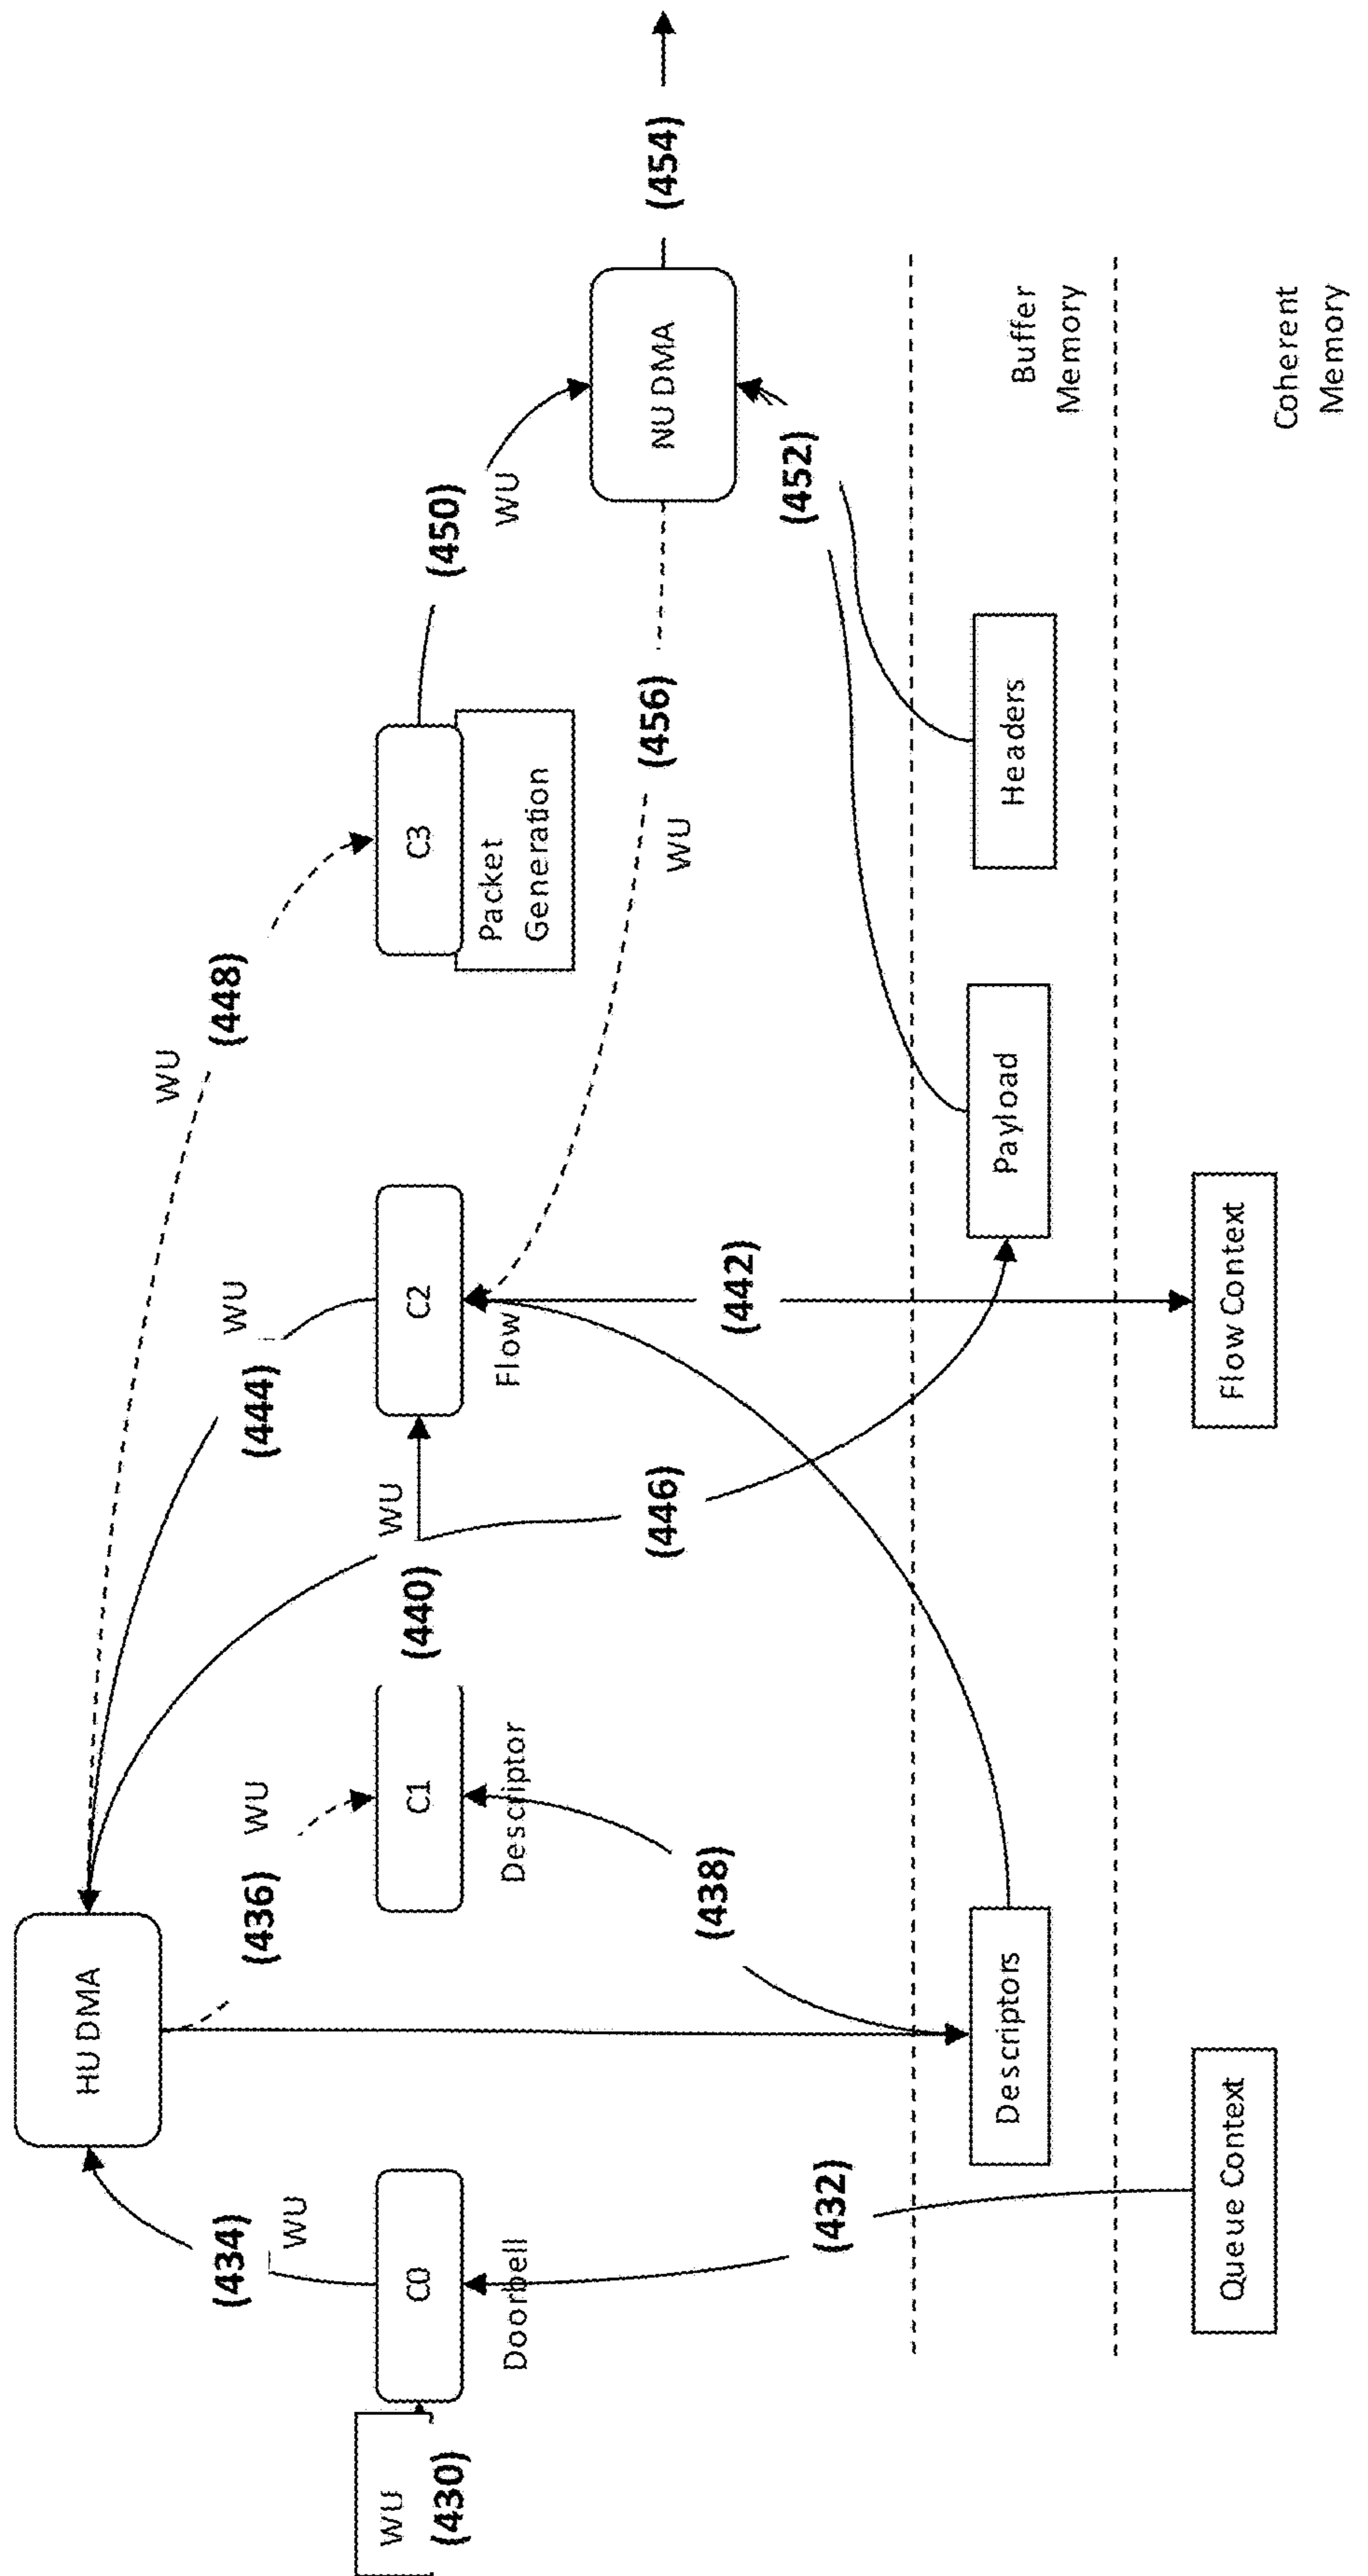 HU DMA
WU
(448)
(434)
WU
(436)
WU
(444)
WU
WU
(430)
C0
Doorbell
C1
Descriptor
(440)
WU
C2
Flow
C3
Packet
Generation
(450)
WU
(446)
(456)
WU
NU DMA
(454)
(432)
(438)
(442)
(452)
Descriptors
Payload
Headers
Buffer
Memory
Queue Context
Flow Context
Coherent
Memory